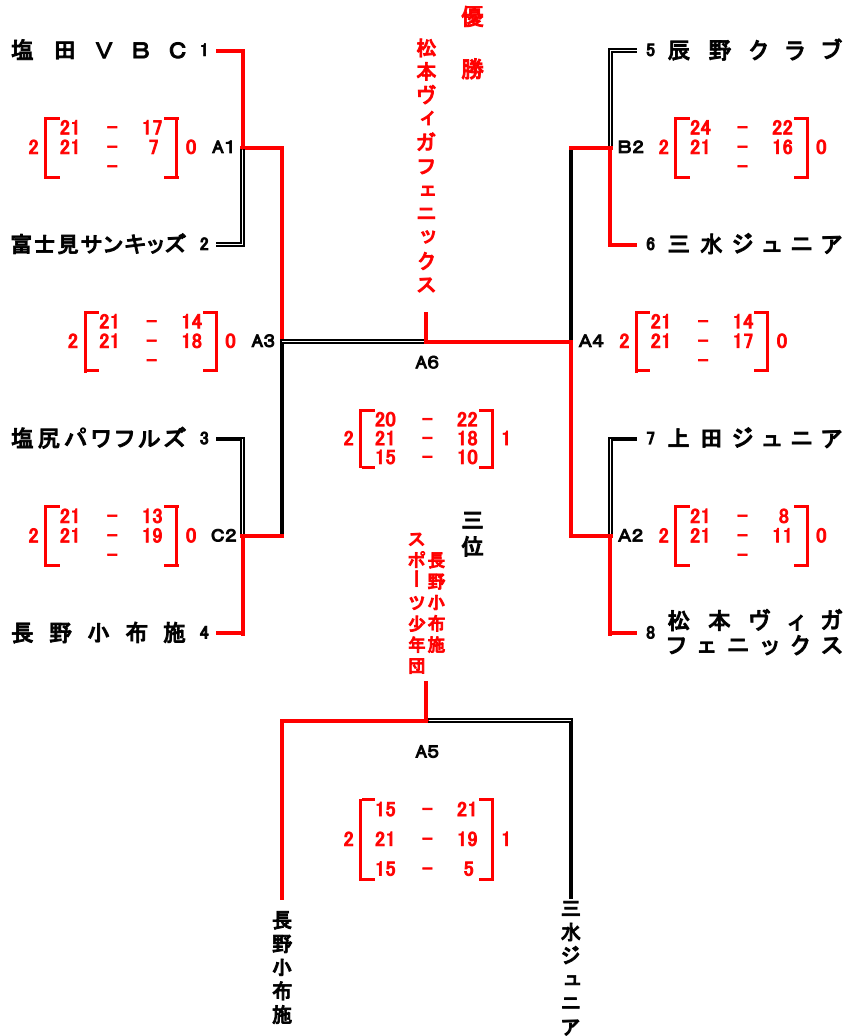 優勝
松本ヴィガフェニックス
塩田ＶＢＣ 1
21 - 17
2 21 - 7 0 A1
-
富士見サンキッズ 2
21 - 14
2 21 - 18 0 A3
-
塩尻パワフルズ 3
21 - 13
2 21 - 19 0 C2
-
長野小布施 4
5 辰野クラブ
24 - 22
B2 2 21 - 16 0
-
6 三水ジュニア
21 - 14
A4 2 21 - 17 0
-
7 上田ジュニア
21 - 8
A2 2 21 - 11 0
-
8 松本ヴィガ
フェニックス
A6
20 - 22
2 21 - 18 1
15 - 10
三位
長野小布施
スポーツ少年団
A5
15 - 21
2 21 - 19 1
15 - 5
長野小布施
三水ジュニア